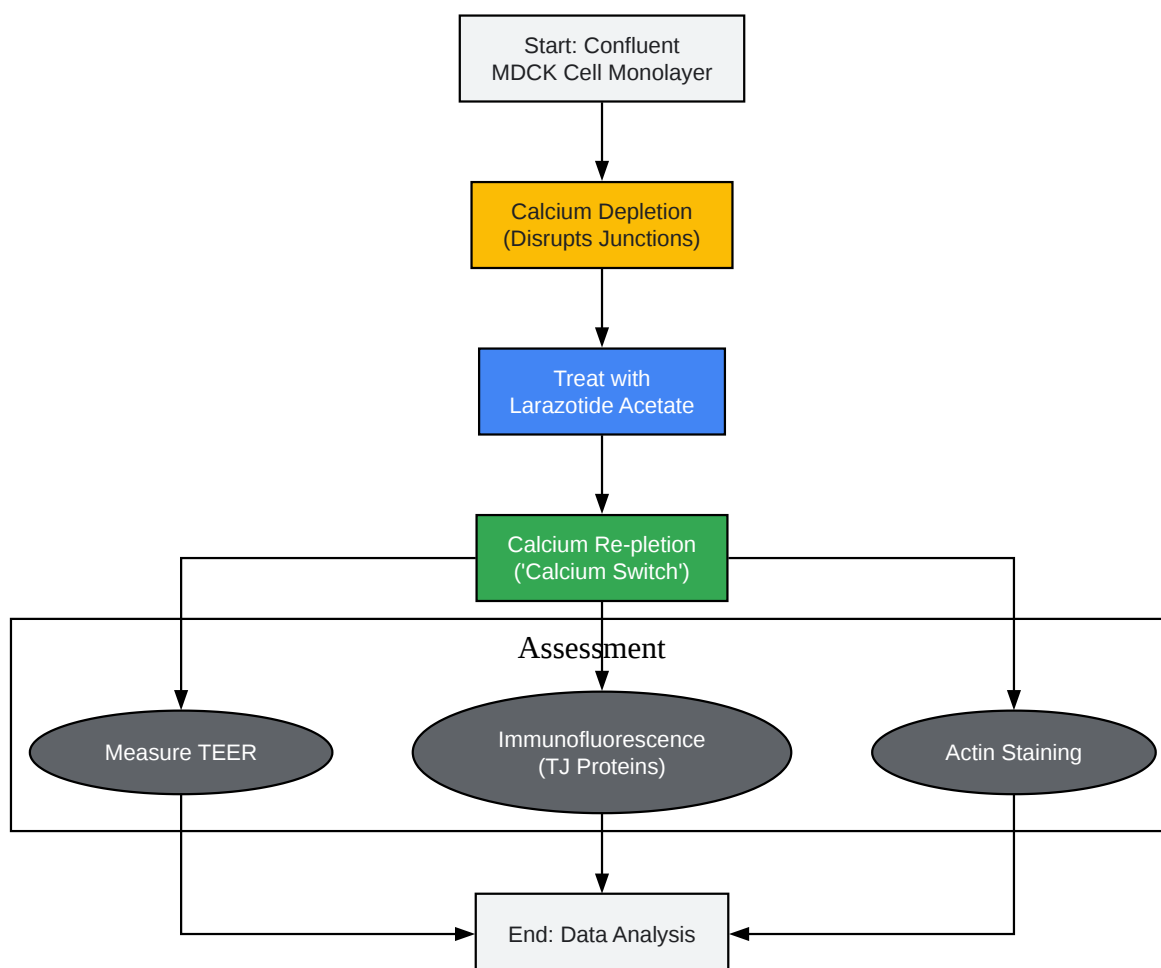 Start: Confluent
MDCK Cell Monolayer
Calcium Depletion
(Disrupts Junctions)
Treat with
Larazotide Acetate
Calcium Re-pletion
('Calcium Switch')
Assessment
Measure TEER
Immunofluorescence
(TJ Proteins)
Actin Staining
End: Data Analysis